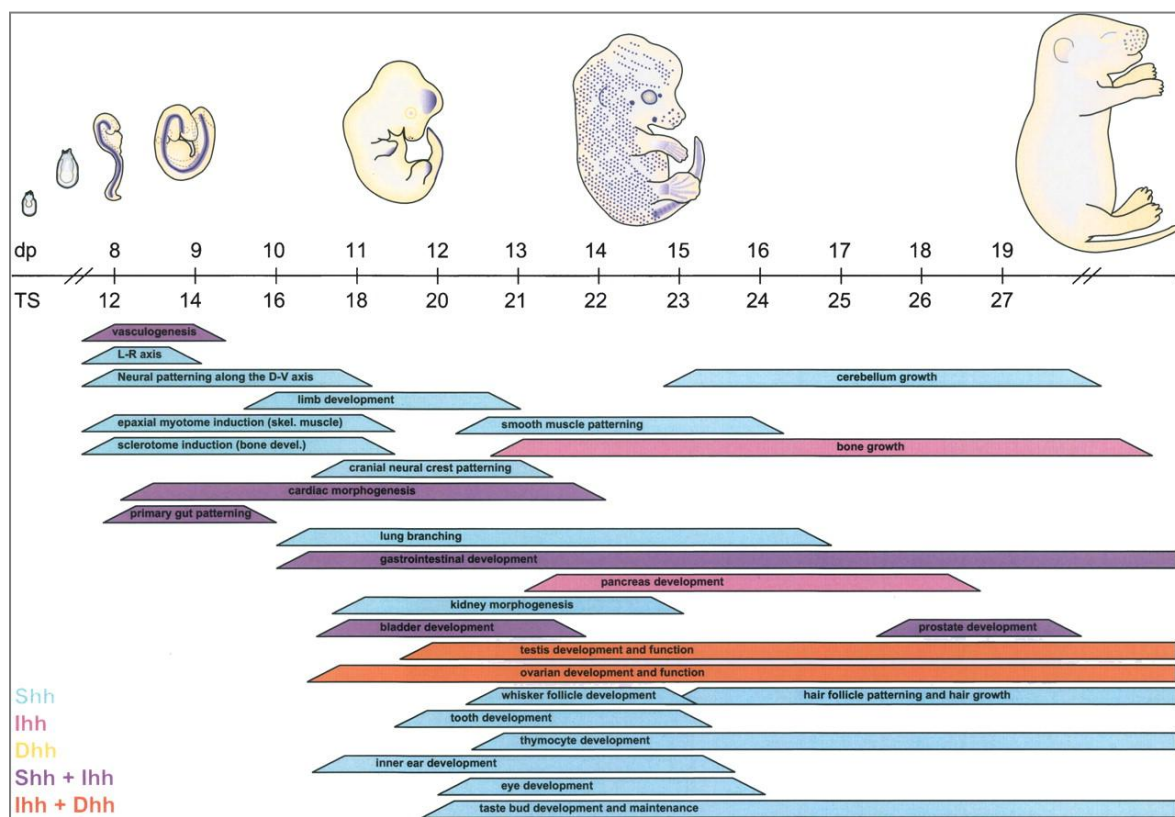 dp 8 9 10 11 12 13 14 15 16 17 18 19
TS 12 14 16 18 20 21 22 23 24 25 26 27
vasculogenesis
L-R axis
Neural patterning along the D-V axis cerebellum growth
limb development
epaxial myotome induction (skel. muscle) smooth muscle patterning
sclerotome induction (bone devel.) bone growth
cranial neural crest patterning
cardiac morphogenesis
primary gut patterning
lung branching
gastrointestinal development
pancreas development
kidney morphogenesis
bladder development prostate development
testis development and function
ovarian development and function
whisker follicle development hair follicle patterning and hair growth
tooth development
thymocyte development
inner ear development
eye development
taste bud development and maintenance
Shh
Ihh
Dhh
Shh + Ihh
Ihh + Dhh